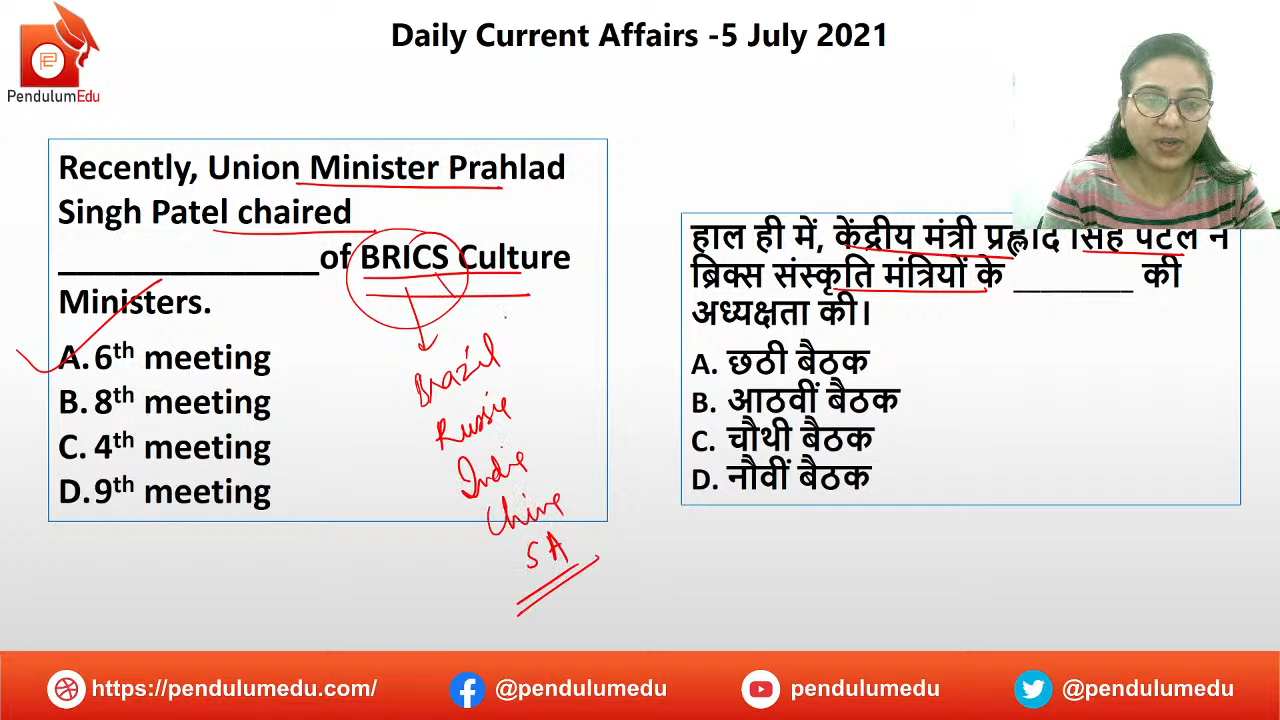 Daily Current Affairs -5 July 2021
PendulumEdu
Recently, Union Minister Prahlad
Singh Patel chaired
______________of BRICS Culture
Ministers.
A. 6th meeting
B. 8th meeting
C. 4th meeting
D. 9th meeting
Brazil
Russia
India
China
SA
हाल ही में, केंद्रीय मंत्री प्रह्लाद सिंह पटेल ने
ब्रिक्स संस्कृति मंत्रियों के ________ की
अध्यक्षता की।
A. छठी बैठक
B. आठवीं बैठक
C. चौथी बैठक
D. नौवीं बैठक
https://pendulumedu.com/
@pendulumedu
pendulumedu
@pendulumedu